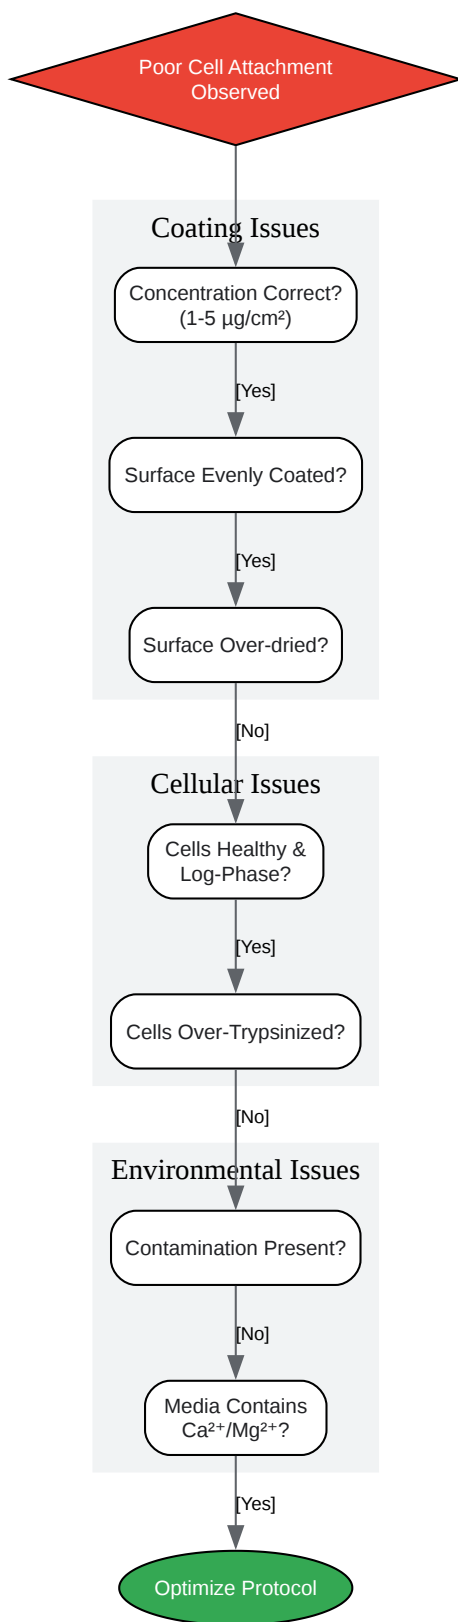 Poor Cell Attachment
Observed
Coating Issues
Concentration Correct?
(1-5 µg/cm²)
[Yes]
Surface Evenly Coated?
[Yes]
Surface Over-dried?
[No]
Cellular Issues
Cells Healthy &
Log-Phase?
[Yes]
Cells Over-Trypsinized?
[No]
Environmental Issues
Contamination Present?
[No]
Media Contains
Ca²⁺/Mg²⁺?
[Yes]
Optimize Protocol